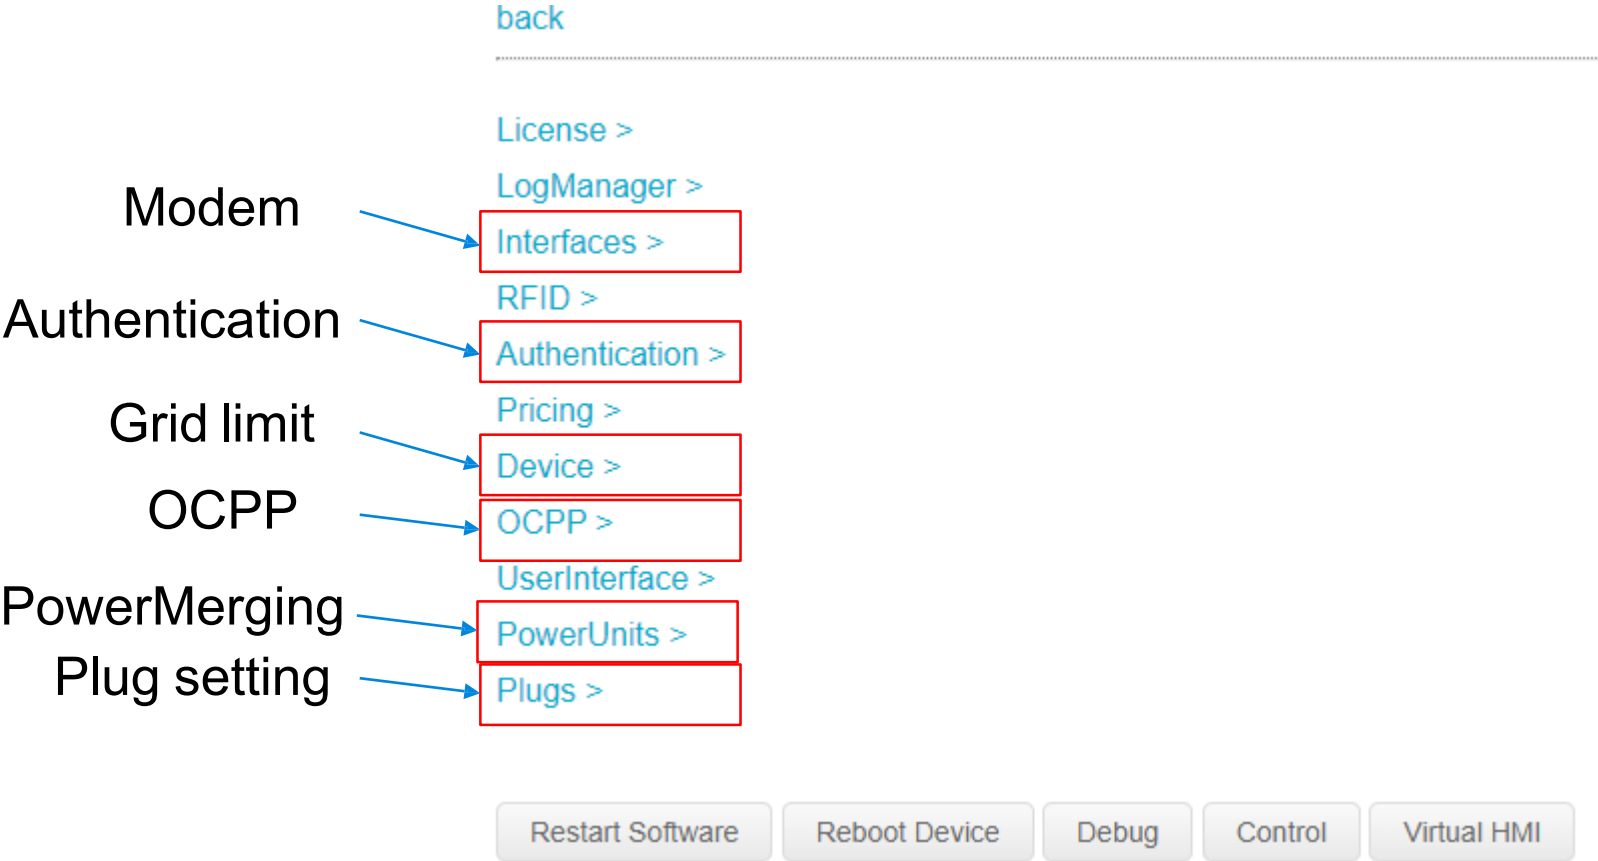 back
License >
LogManager >
Modem
Interfaces >
RFID >
Authentication
Authentication >
Pricing >
Grid limit
Device >
OCPP
OCPP >
UserInterface >
PowerMerging
PowerUnits >
Plug setting
Plugs >
Restart Software Reboot Device Debug Control Virtual HMI